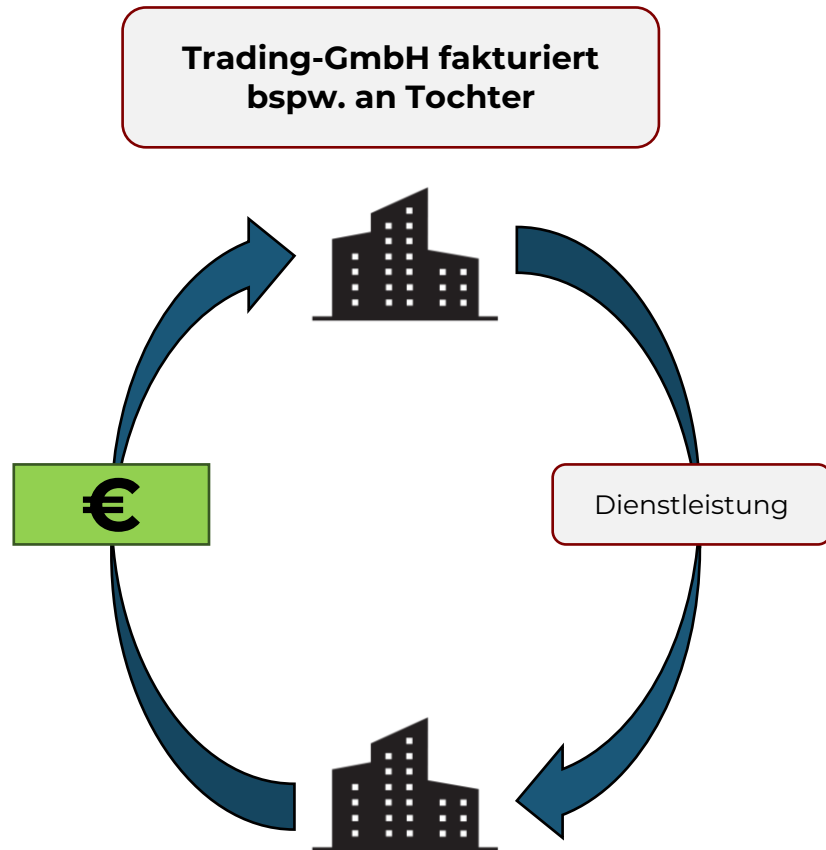 Trading-GmbH fakturiert
bspw. an Tochter
€
Dienstleistung